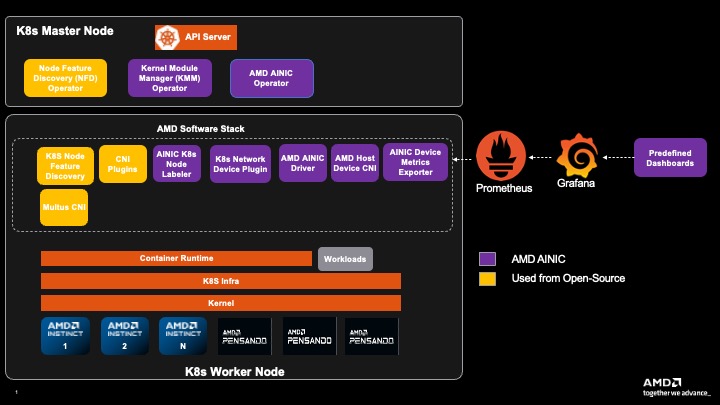 K8s Master Node
API Server
Node Feature
Discovery (NFD)
Operator
Kernel Module
Manager (KMM)
Operator
AMD AINIC
Operator
AMD Software Stack
K8S Node
Feature
Discovery
CNI
Plugins
AINIC K8s
Node
Labeler
K8s Network
Device Plugin
AMD AINIC
Driver
AMD Host
Device CNI
AINIC Device
Metrics
Exporter
Multus CNI
Prometheus
Grafana
Predefined
Dashboards
Container Runtime
Workloads
K8S Infra
Kernel
AMD
INSTINCT
1
AMD
INSTINCT
2
AMD
INSTINCT
N
AMD
PENSANDO
AMD
PENSANDO
AMD
PENSANDO
K8s Worker Node
AMD AINIC
Used from Open-Source
1
AMD
together we advance_